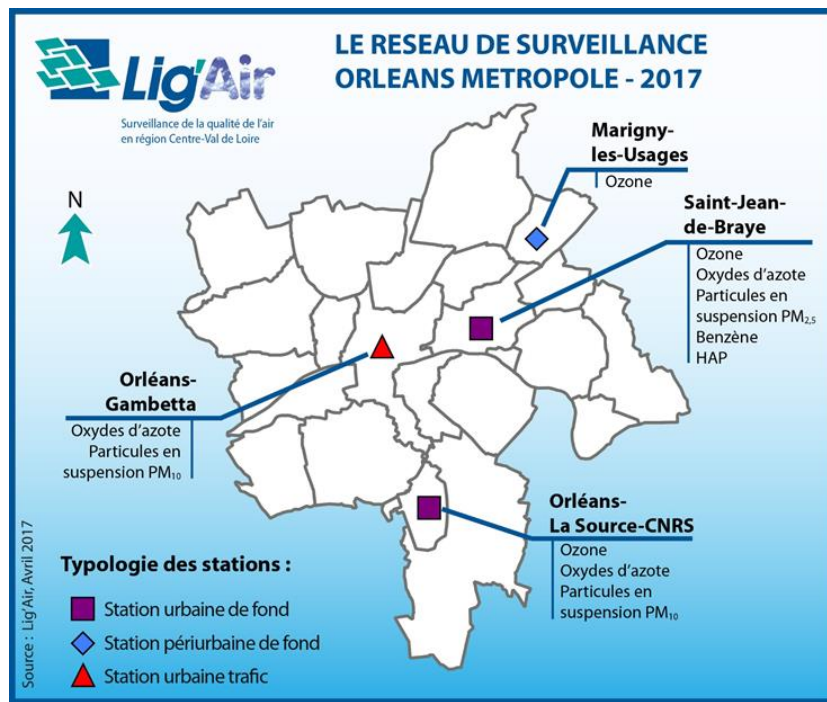 Lig'Air
Surveillance de la qualité de l'air
en région Centre-Val de Loire
LE RESEAU DE SURVEILLANCE
ORLEANS METROPOLE - 2017
N
Marigny-
les-Usages
Ozone
Saint-Jean-
de-Braye
Ozone
Oxydes d'azote
Particules en
suspension PM2,5
Benzène
HAP
Orléans-
Gambetta
Oxydes d'azote
Particules en
suspension PM10
Orléans-
La Source-CNRS
Ozone
Oxydes d'azote
Particules en
suspension PM10
Typologie des stations :
Station urbaine de fond
Station périurbaine de fond
Station urbaine trafic
Source : Lig'Air, Avril 2017